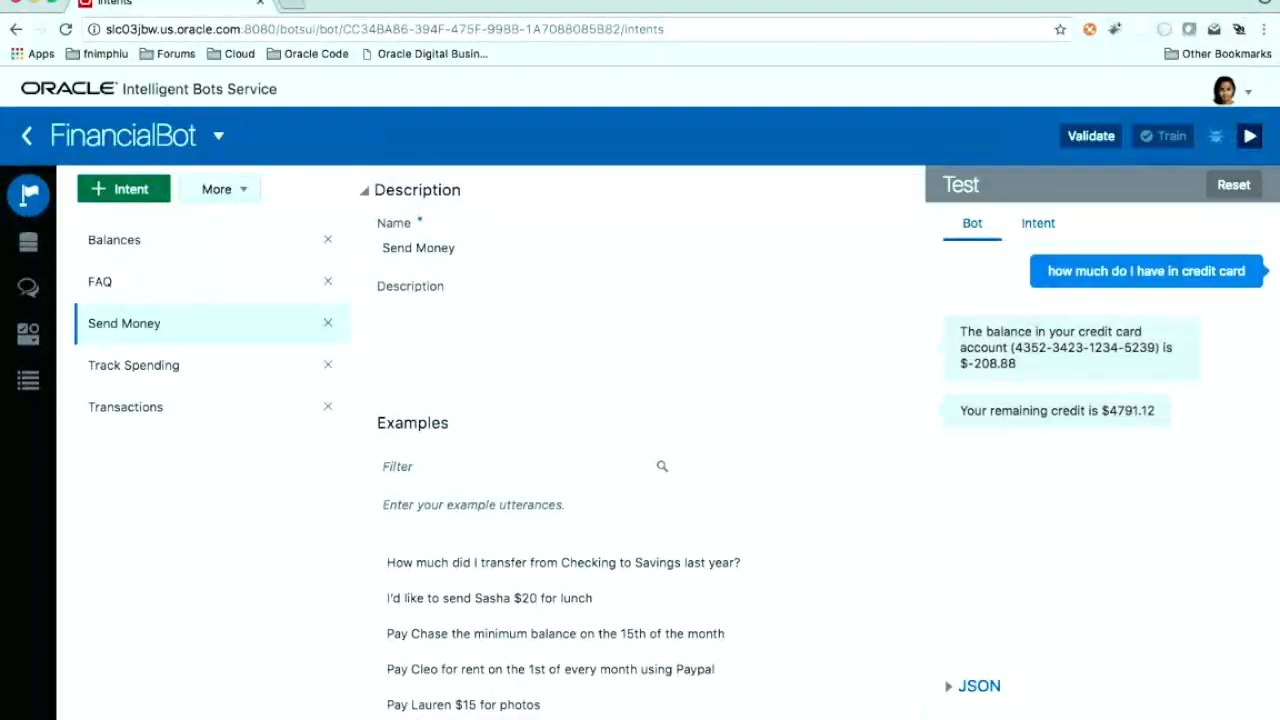 Intents
slc03jbw.us.oracle.com:8080/botsui/bot/CC34BA86-394F-475F-99BB-1A7088085B82/intents
Apps fnimphiu Forums Cloud Oracle Code Oracle Digital Busin... Other Bookmarks
ORACLE Intelligent Bots Service
FinancialBot Validate Train
Intent More
Balances
FAQ
Send Money
Track Spending
Transactions
Description
Name *
Send Money
Description
Examples
Filter
Enter your example utterances.
How much did I transfer from Checking to Savings last year?
I'd like to send Sasha $20 for lunch
Pay Chase the minimum balance on the 15th of the month
Pay Cleo for rent on the 1st of every month using Paypal
Pay Lauren $15 for photos
Test Reset
Bot Intent
how much do I have in credit card
The balance in your credit card
account (4352-3423-1234-5239) is
$-208.88
Your remaining credit is $4791.12
JSON